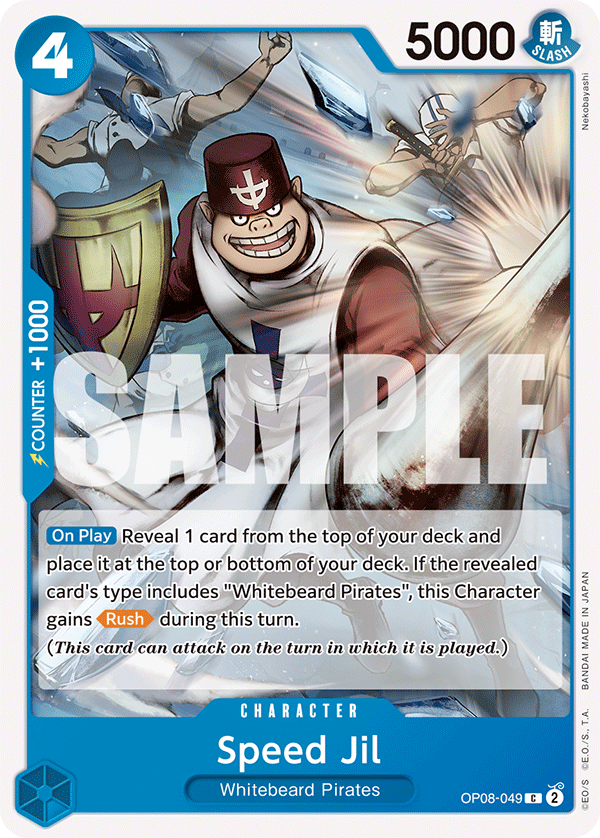 4
5000
斬
SLASH
Nekobayashi
COUNTER +1000
SAMPLE
On Play Reveal 1 card from the top of your deck and
place it at the top or bottom of your deck. If the revealed
card's type includes "Whitebeard Pirates", this Character
gains Rush during this turn.
(This card can attack on the turn in which it is played.)
CHARACTER
Speed Jil
Whitebeard Pirates
OP08-049 C 2
©EO/S ©E.O./S., T.A. BANDAI MADE IN JAPAN